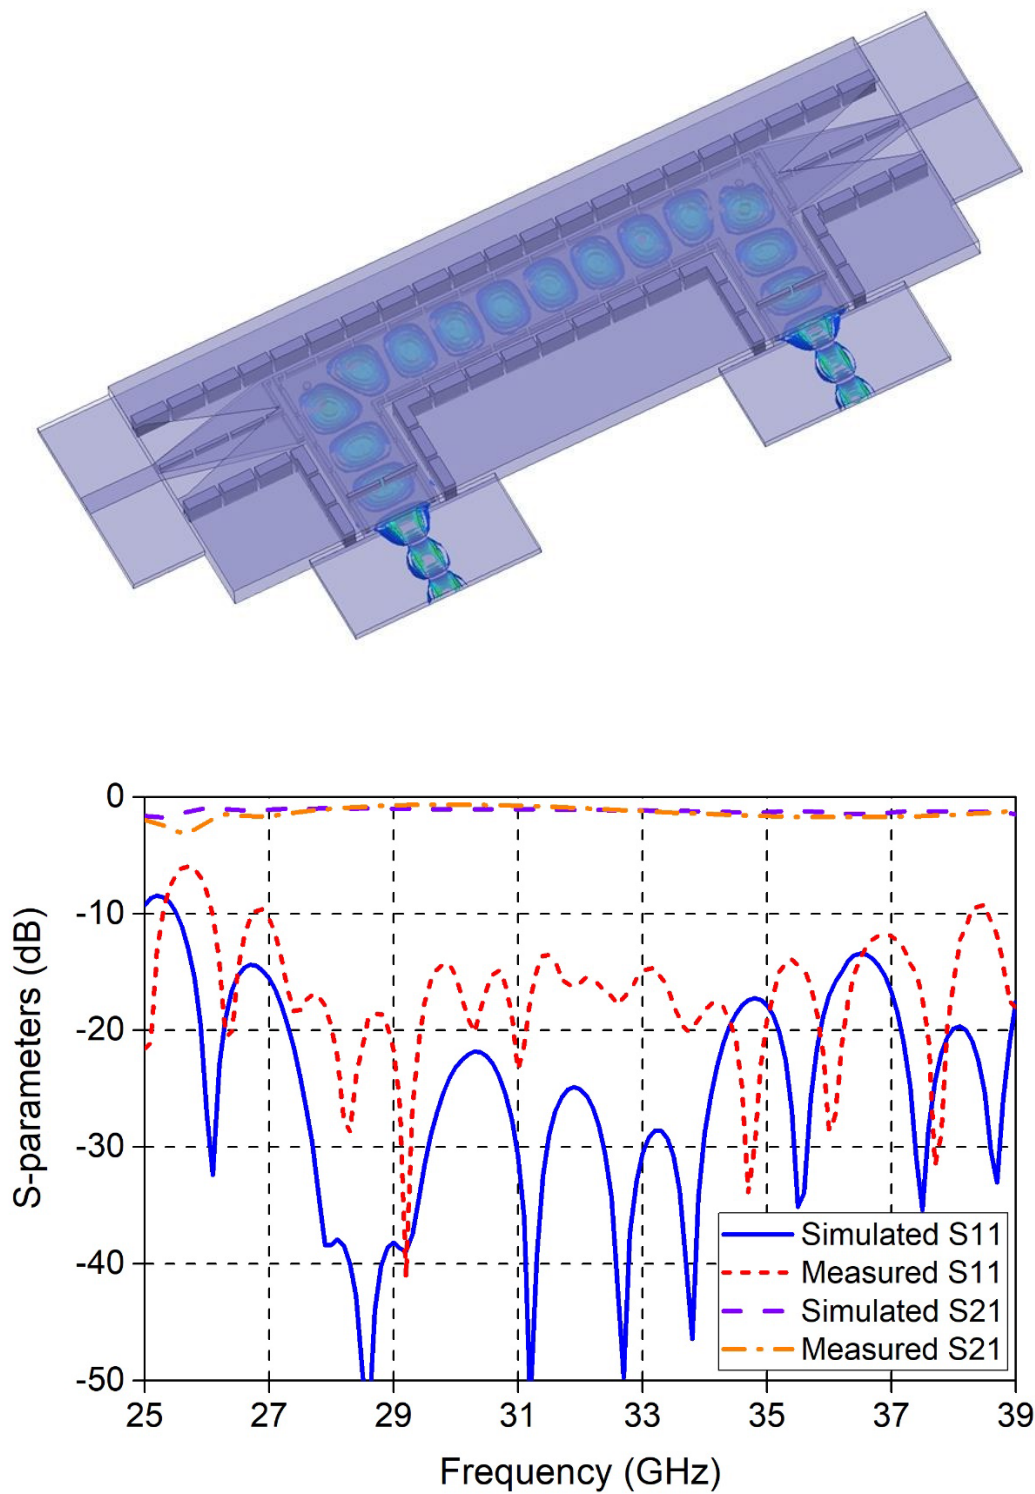 S-parameters (dB)
0
-10
-20
-30
-40
-50
25
27
29
31
33
35
37
39
Frequency (GHz)
Simulated S11
Measured S11
Simulated S21
Measured S21